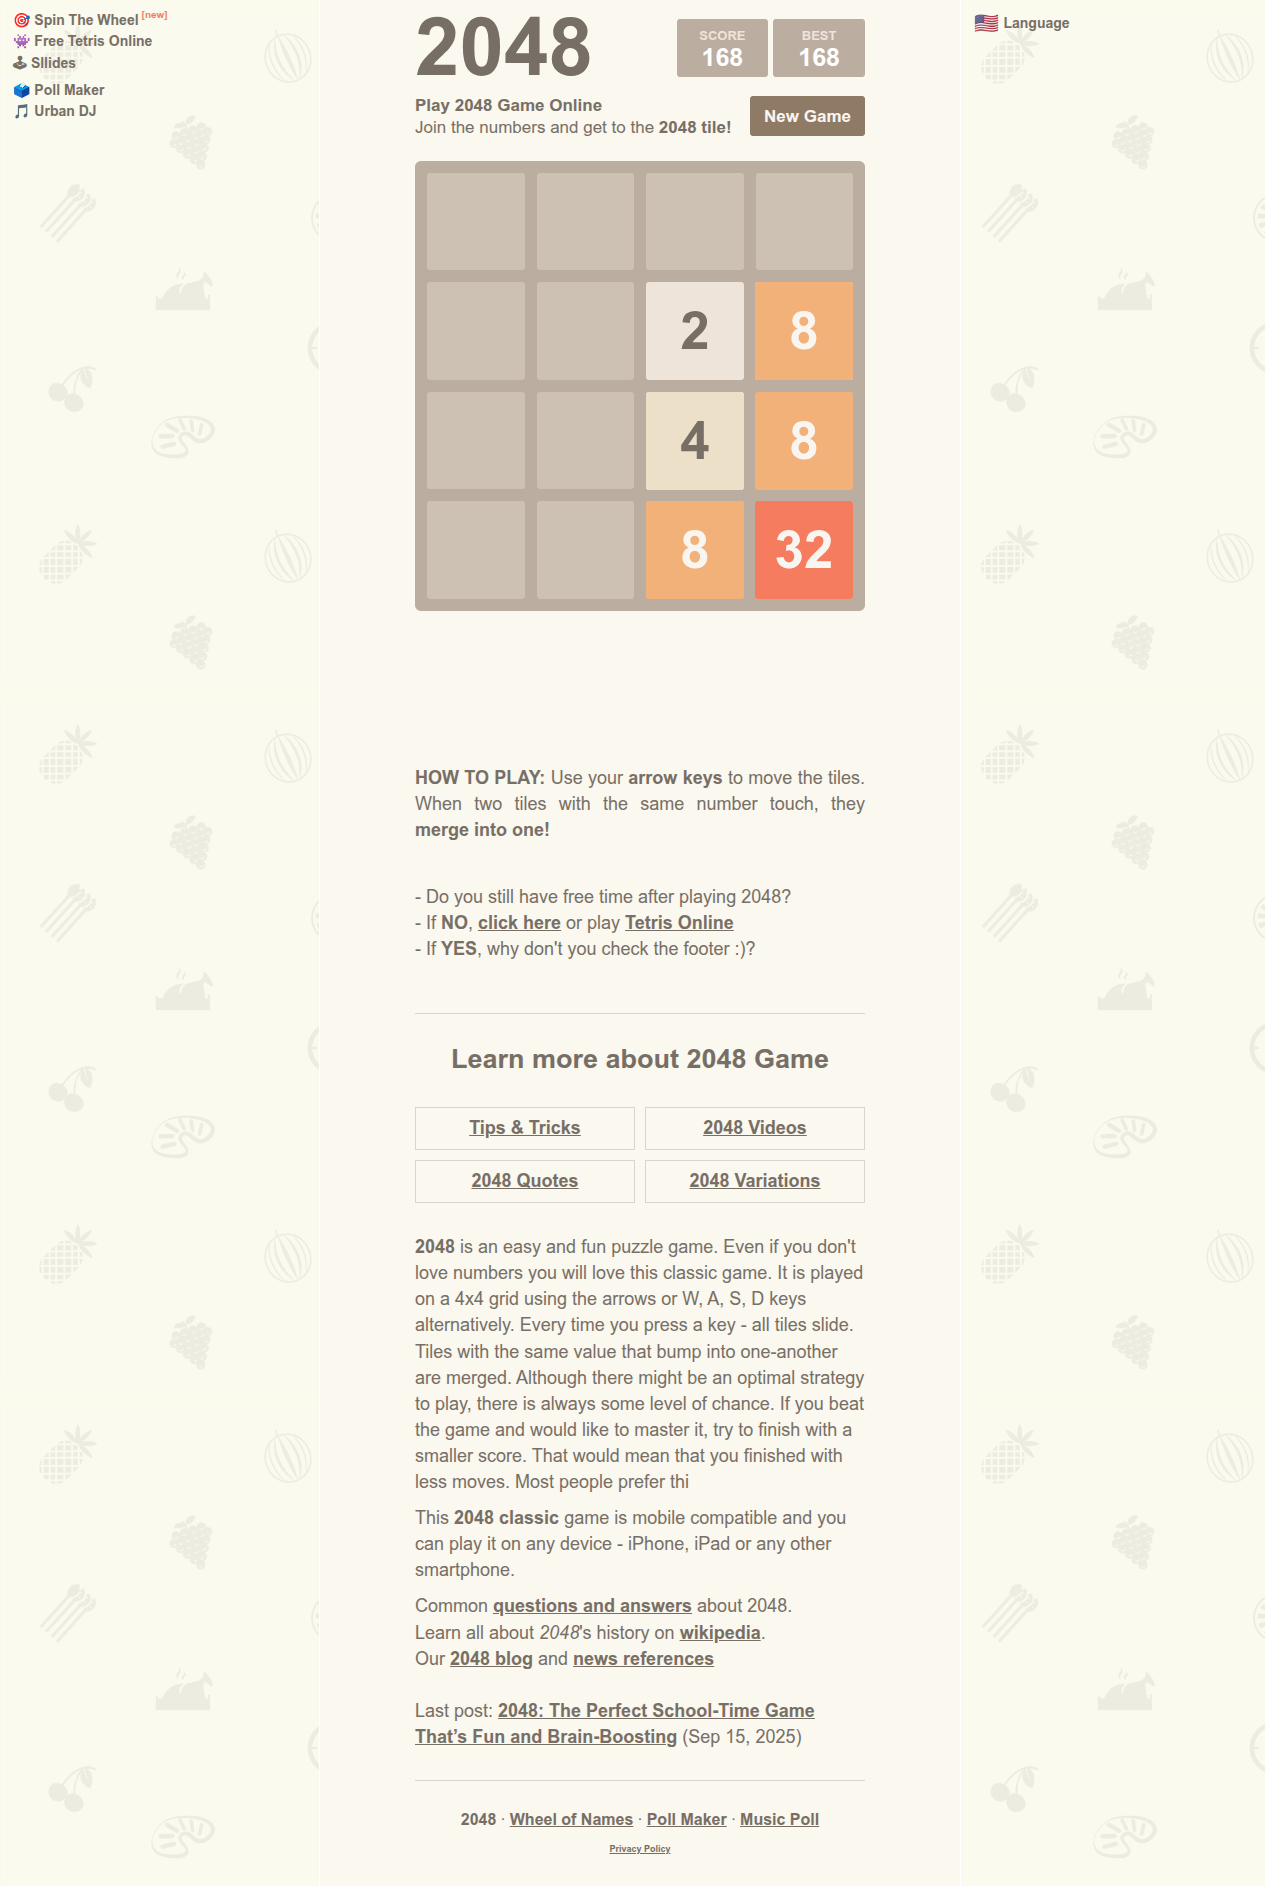 🎯 Spin The Wheel [new]
👾 Free Tetris Online
🕹 Sllides
🗳 Poll Maker
🎵 Urban DJ
2048
SCORE
168
BEST
168
🇺🇸 Language
Play 2048 Game Online
Join the numbers and get to the 2048 tile!
New Game
2 8
4 8
8 32
HOW TO PLAY: Use your arrow keys to move the tiles.
When two tiles with the same number touch, they
merge into one!
- Do you still have free time after playing 2048?
- If NO, click here or play Tetris Online
- If YES, why don't you check the footer :)?
Learn more about 2048 Game
Tips & Tricks
2048 Videos
2048 Quotes
2048 Variations
2048 is an easy and fun puzzle game. Even if you don't
love numbers you will love this classic game. It is played
on a 4x4 grid using the arrows or W, A, S, D keys
alternatively. Every time you press a key - all tiles slide.
Tiles with the same value that bump into one-another
are merged. Although there might be an optimal strategy
to play, there is always some level of chance. If you beat
the game and would like to master it, try to finish with a
smaller score. That would mean that you finished with
less moves. Most people prefer thi
This 2048 classic game is mobile compatible and you
can play it on any device - iPhone, iPad or any other
smartphone.
Common questions and answers about 2048.
Learn all about 2048's history on wikipedia.
Our 2048 blog and news references
Last post: 2048: The Perfect School-Time Game
That’s Fun and Brain-Boosting (Sep 15, 2025)
2048 · Wheel of Names · Poll Maker · Music Poll
Privacy Policy